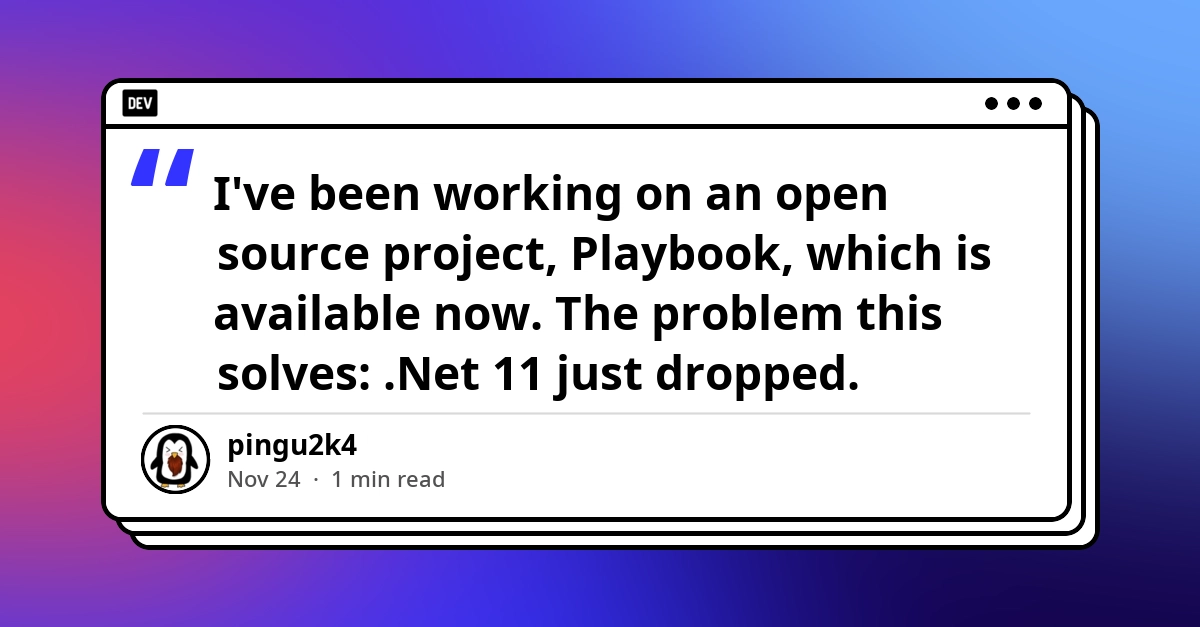 DEV
“ I've been working on an open
source project, Playbook, which is
available now. The problem this
solves: .Net 11 just dropped.
pingu2k4
Nov 24 · 1 min read